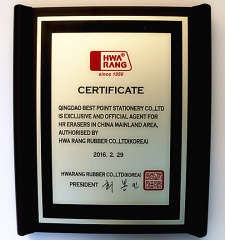 HWA
RANG
since 1950
CERTIFICATE
QINGDAO BEST POINT STATIONERY CO.,LTD
IS EXCLUSIVE AND OFFICIAL AGENT FOR
HR ERASERS IN CHINA MAINLAND AREA,
AUTHORISED BY
HWA RANG RUBBER CO.,LTD(KOREA)
2016. 2. 29
HWARANG RUBBER CO.,LTD(KOREA)
PRESIDENT